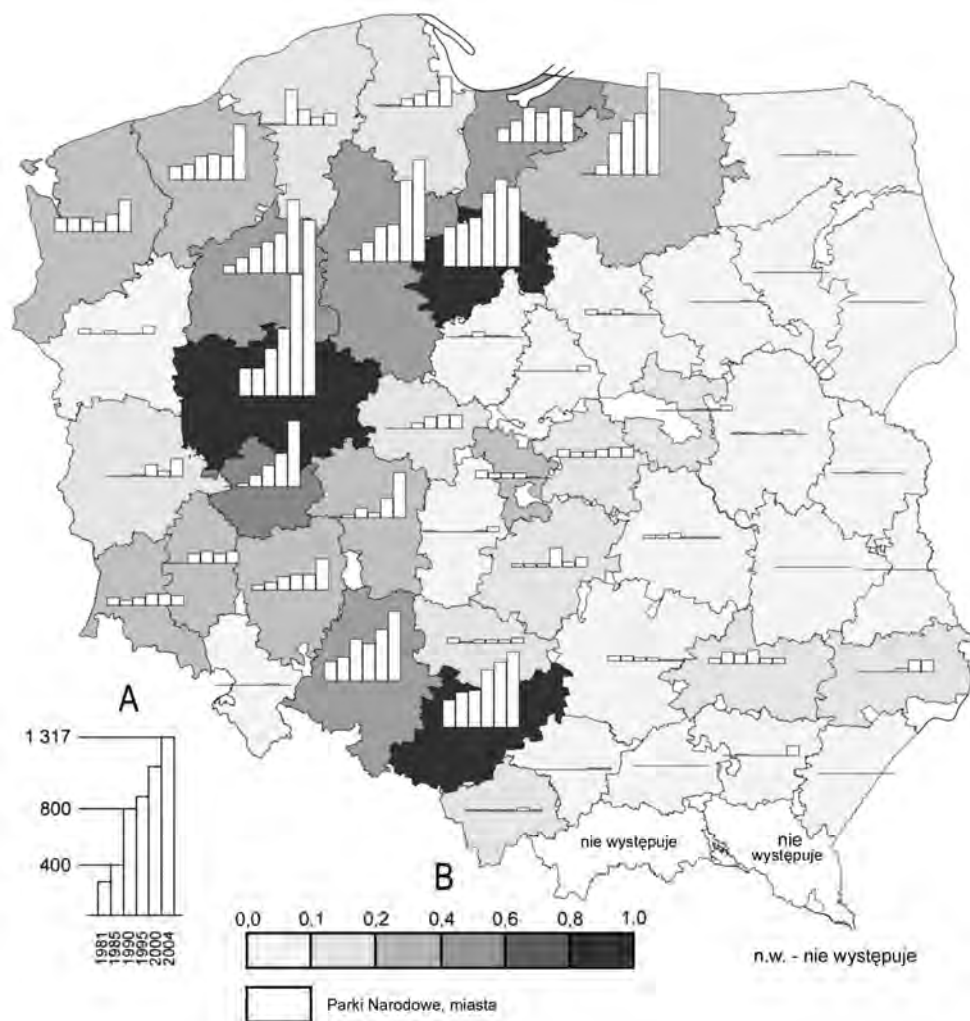 nie występuje
nie
występuje
A
1 317
800
400
1981
1985
1990
1995
2000
2004
B
0,0 0,1 0,2 0,4 0,6 0,8 1.0
n.w. - nie występuje
Parki Narodowe, miasta